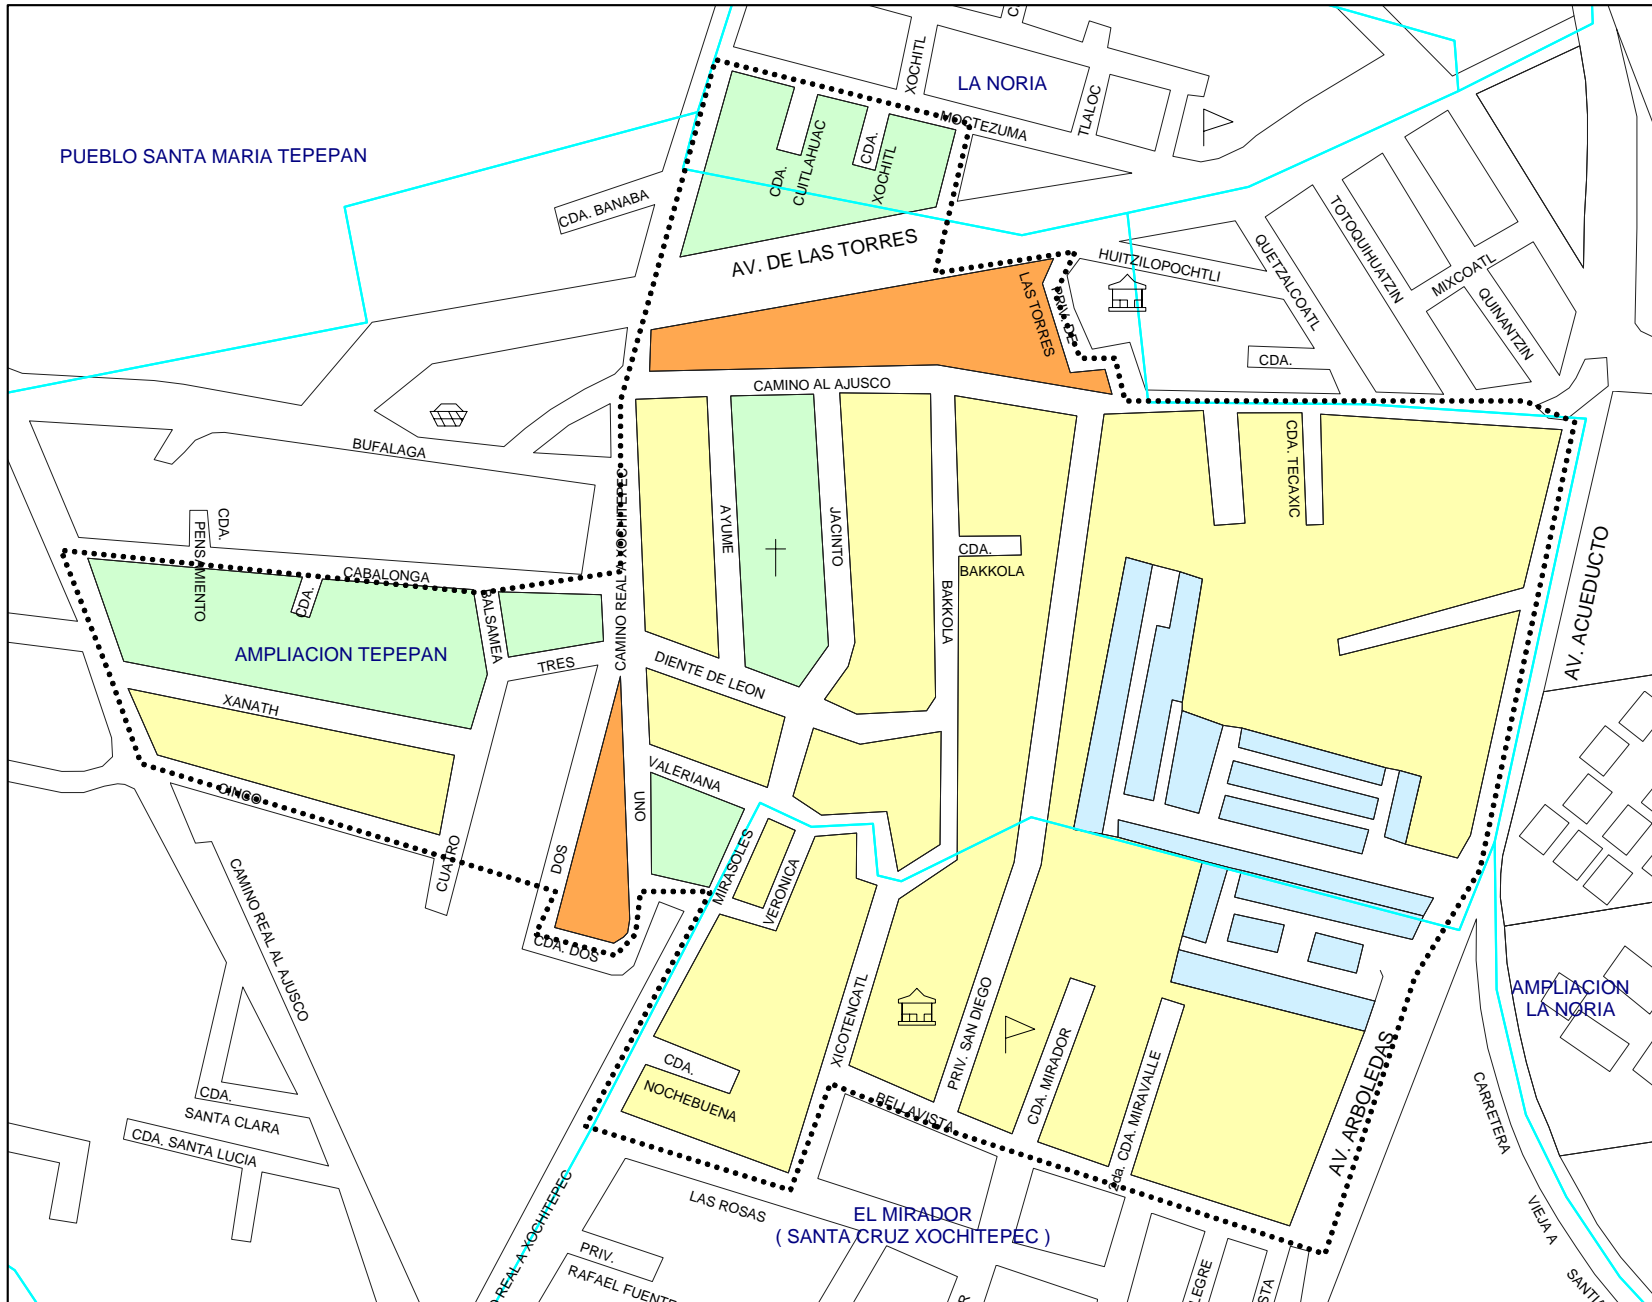 XOCHITL
LA NORIA
TLALOC
MOCTEZUMA
PUEBLO SANTA MARIA TEPEPAN
CDA.
CUITLAHUAC
CDA.
XOCHITL
CDA. BANABA
AV. DE LAS TORRES
HUITZILOPOCHTLI
QUETZALCOATL
TOTOQUIHUATZIN
MIXCOATL
QUINANTZIN
CDA.
PRIV. DE
LAS TORRES
CAMINO AL AJUSCO
BUFALAGA
CAMINO REAL A XOCHITEPEC
AYUME
JACINTO
BAKKOLA
CDA.
BAKKOLA
CDA. TECAXIC
AV. ACUEDUCTO
CDA.
PENSAMIENTO
CABALONGA
CDA.
BALSAMEA
AMPLIACION TEPEPAN
TRES
XANATH
DIENTE DE LEON
VALERIANA
UNO
CINCO
CUATRO
DOS
CDA. DOS
MIRASOLES
VERONICA
CAMINO REAL AL AJUSCO
XICOTENCATL
PRIV. SAN DIEGO
CDA. MIRADOR
2da. CDA. MIRAVALLE
AV. ARBOLEDAS
AMPLIACION
LA NORIA
CARRETERA
VIEJA A
CDA.
NOCHEBUENA
BELLAVISTA
CDA.
SANTA CLARA
CDA. SANTA LUCIA
LAS ROSAS
EL MIRADOR
( SANTA CRUZ XOCHITEPEC )
REAL A XOCHITEPEC
PRIV.
RAFAEL FUENTE